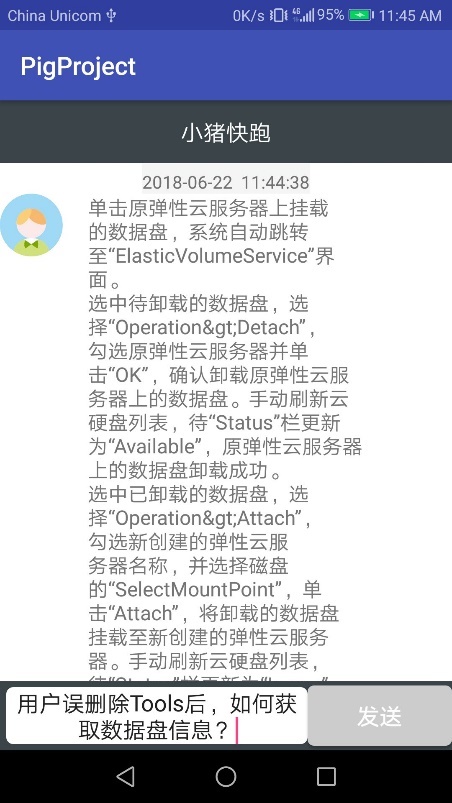 China Unicom 0K/s 4G 95% 11:45 AM
PigProject
小猪快跑
2018-06-22 11:44:38
单击原弹性云服务器上挂载
的数据盘，系统自动跳转
至“ElasticVolumeService”界
面。
选中待卸载的数据盘，选
择“Operation&gt;Detach”，
勾选原弹性云服务器并单
击“OK”，确认卸载原弹性云服
务器上的数据盘。手动刷新云
硬盘列表，待“Status”栏更新
为“Available”，原弹性云服务器
上的数据盘卸载成功。
选中已卸载的数据盘，选
择“Operation&gt;Attach”，
勾选新创建的弹性云服
务器名称，并选择磁盘
的“SelectMountPoint”，单
击“Attach”，将卸载的数据盘
挂载至新创建的弹性云服务
器。手动刷新云硬盘列表，
用户误删除Tools后，如何获
取数据盘信息？
发送